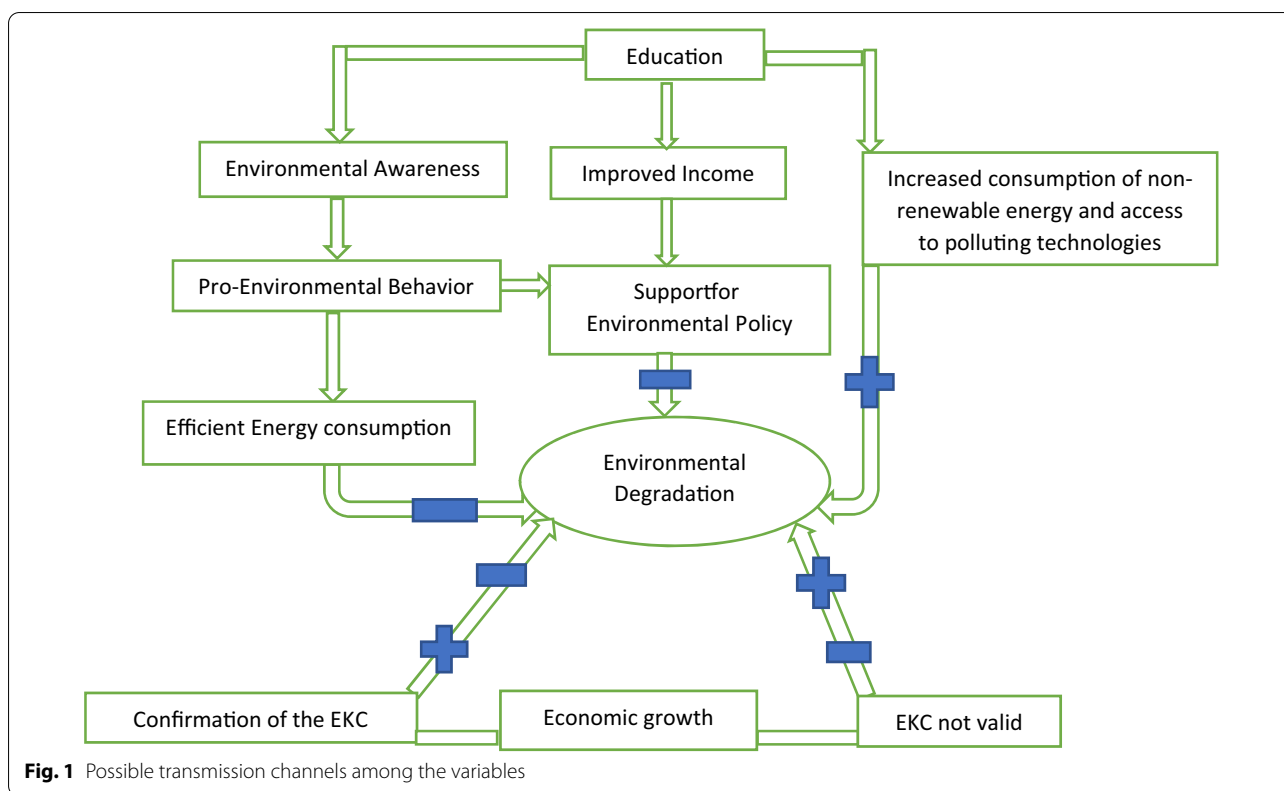 Education
Environmental Awareness
Improved Income
Increased consumption of non-
renewable energy and access
to polluting technologies
Pro-Environmental Behavior
Supportfor
Environmental Policy
Efficient Energy consumption
Environmental
Degradation
Confirmation of the EKC
Economic growth
EKC not valid
Fig. 1 Possible transmission channels among the variables